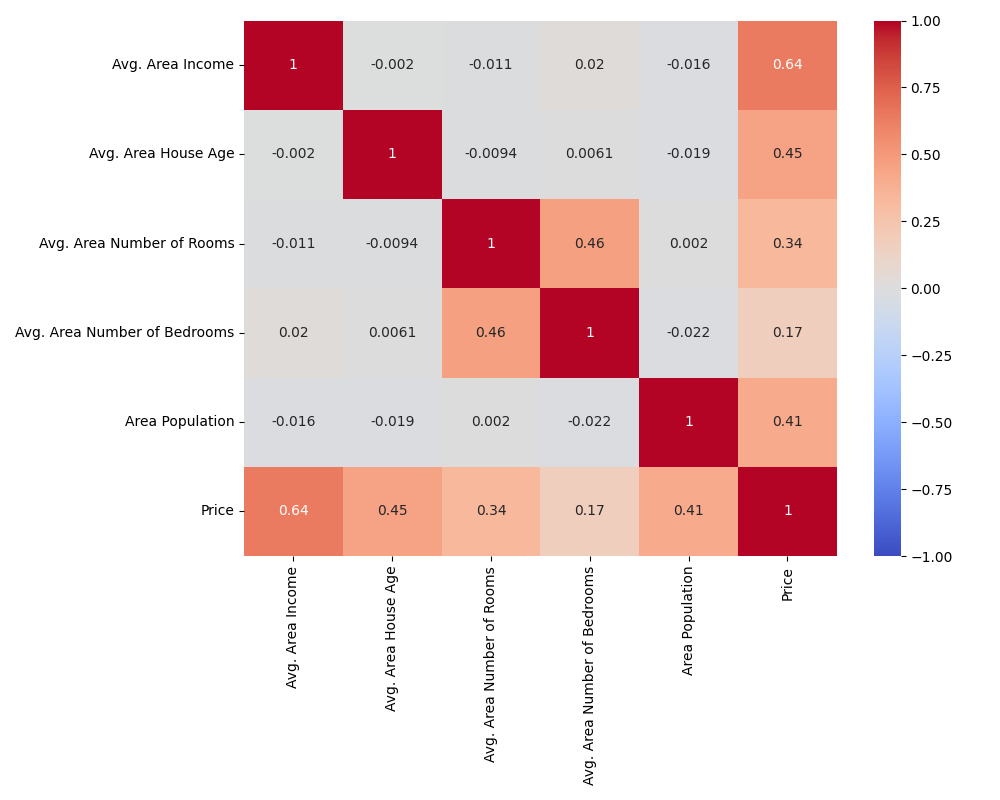 Avg. Area Income 1 -0.002 -0.011 0.02 -0.016 0.64
Avg. Area House Age -0.002 1 -0.0094 0.0061 -0.019 0.45
Avg. Area Number of Rooms -0.011 -0.0094 1 0.46 0.002 0.34
Avg. Area Number of Bedrooms 0.02 0.0061 0.46 1 -0.022 0.17
Area Population -0.016 -0.019 0.002 -0.022 1 0.41
Price 0.64 0.45 0.34 0.17 0.41 1
Avg. Area Income
Avg. Area House Age
Avg. Area Number of Rooms
Avg. Area Number of Bedrooms
Area Population
Price
1.00
0.75
0.50
0.25
0.00
−0.25
−0.50
−0.75
−1.00